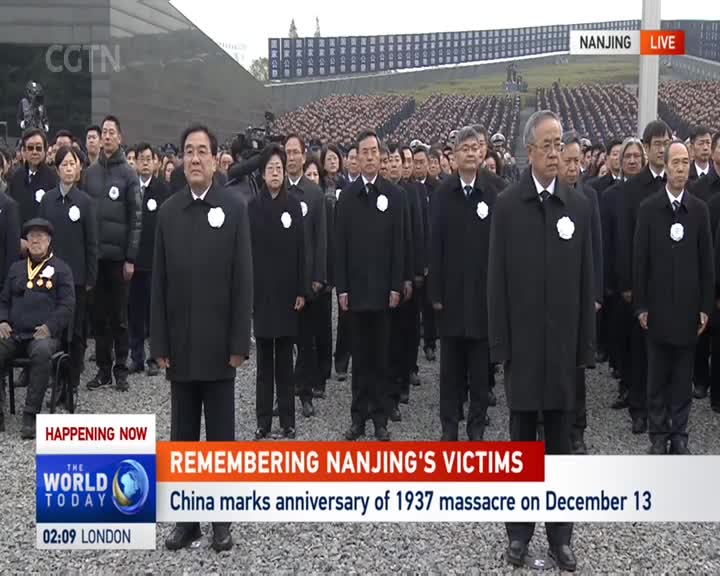 CGTN
NANJING LIVE
HAPPENING NOW
THE
WORLD
TODAY
REMEMBERING NANJING'S VICTIMS
China marks anniversary of 1937 massacre on December 13
02:09 LONDON